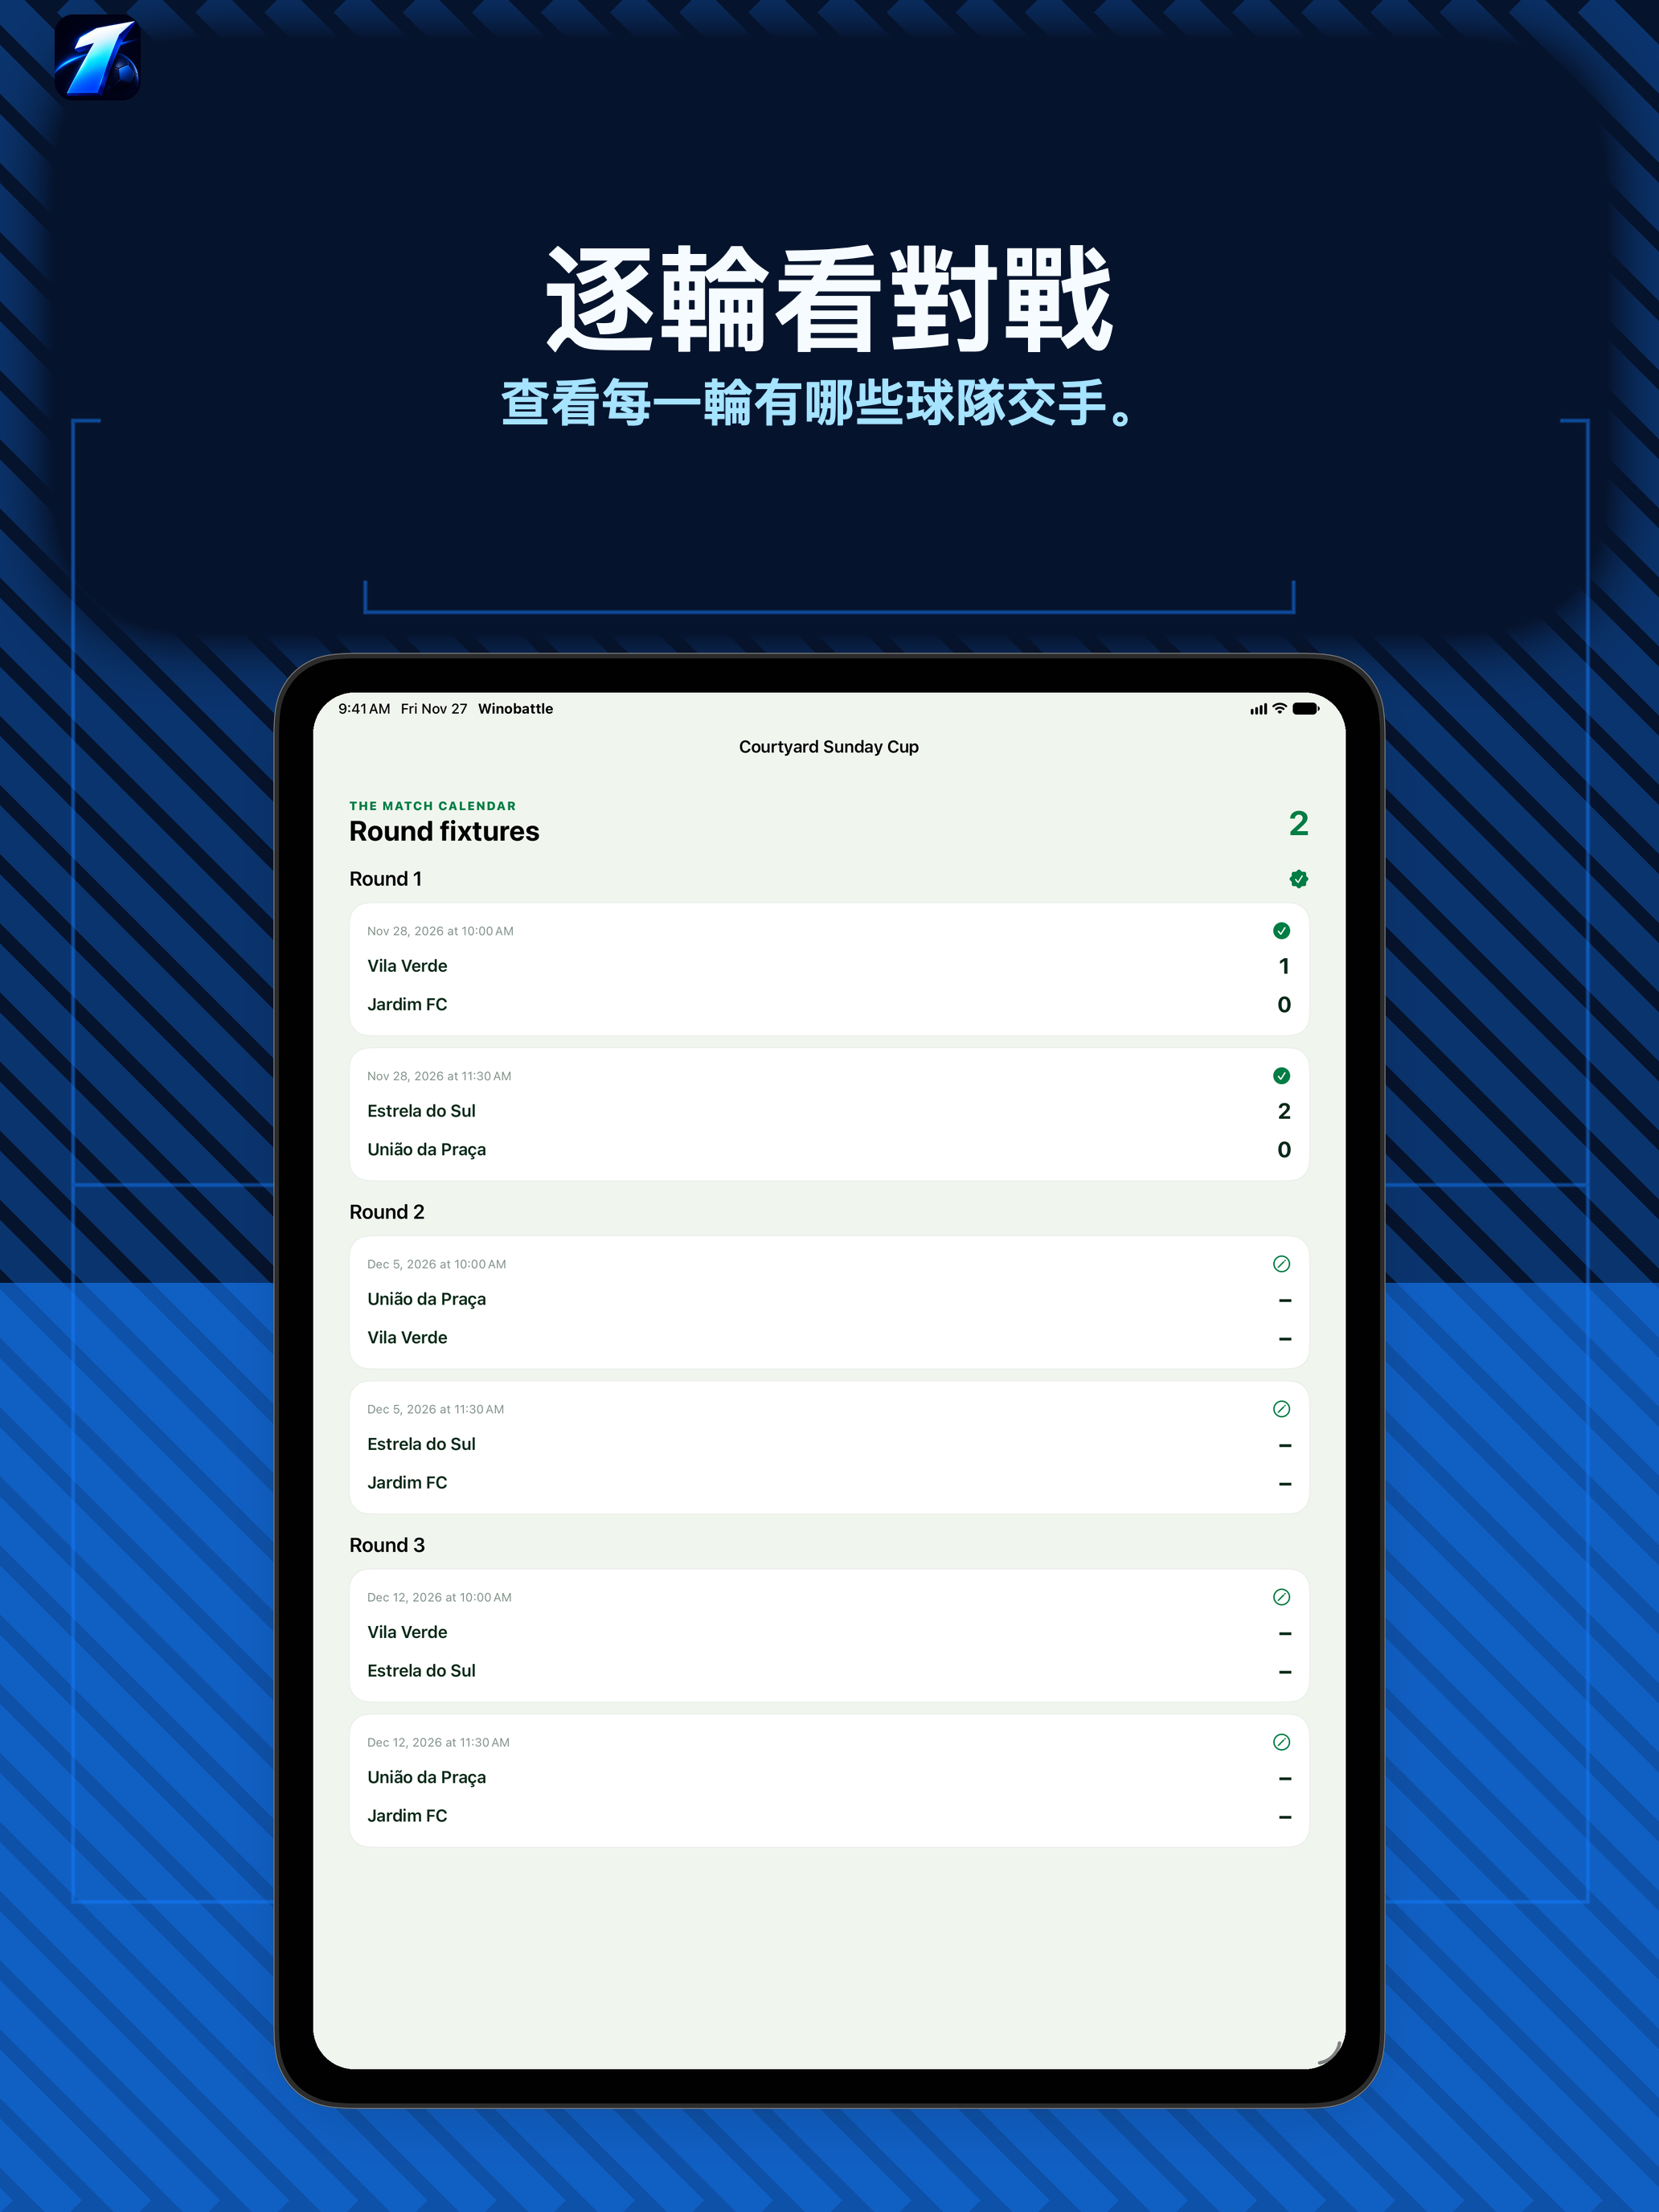 1
逐輪看對戰
查看每一輪有哪些球隊交手。
9:41 AM Fri Nov 27 Winobattle
Courtyard Sunday Cup
THE MATCH CALENDAR
Round fixtures
2
Round 1
Nov 28, 2026 at 10:00 AM
Vila Verde 1
Jardim FC 0
Nov 28, 2026 at 11:30 AM
Estrela do Sul 2
União da Praça 0
Round 2
Dec 5, 2026 at 10:00 AM
União da Praça –
Vila Verde –
Dec 5, 2026 at 11:30 AM
Estrela do Sul –
Jardim FC –
Round 3
Dec 12, 2026 at 10:00 AM
Vila Verde –
Estrela do Sul –
Dec 12, 2026 at 11:30 AM
União da Praça –
Jardim FC –